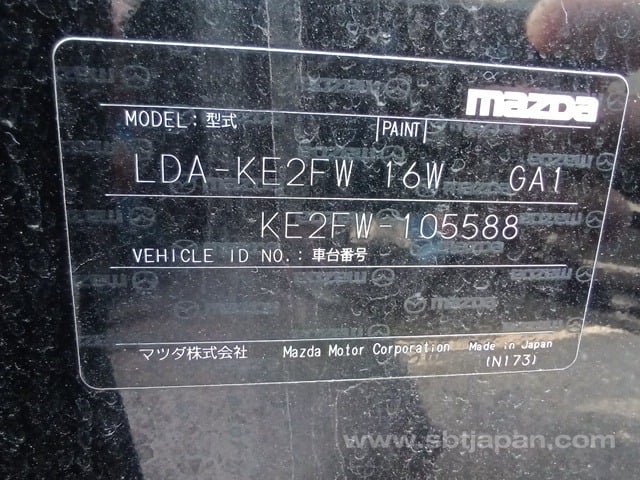 mazda
MODEL: 型式 PAINT
LDA-KE2FW 16W GA1
KE2FW-105588
VEHICLE ID NO.: 車台番号
mazda
マツダ株式会社 Mazda Motor Corporation Made in Japan
(N173)
www.sbtjapan.com